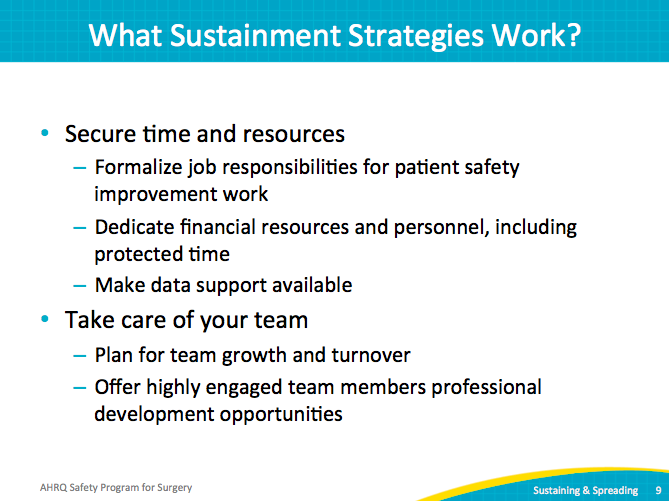 What Sustainment Strategies Work?
• Secure time and resources
– Formalize job responsibilities for patient safety
improvement work
– Dedicate financial resources and personnel, including
protected time
– Make data support available
• Take care of your team
– Plan for team growth and turnover
– Offer highly engaged team members professional
development opportunities
AHRQ Safety Program for Surgery
Sustaining & Spreading 9